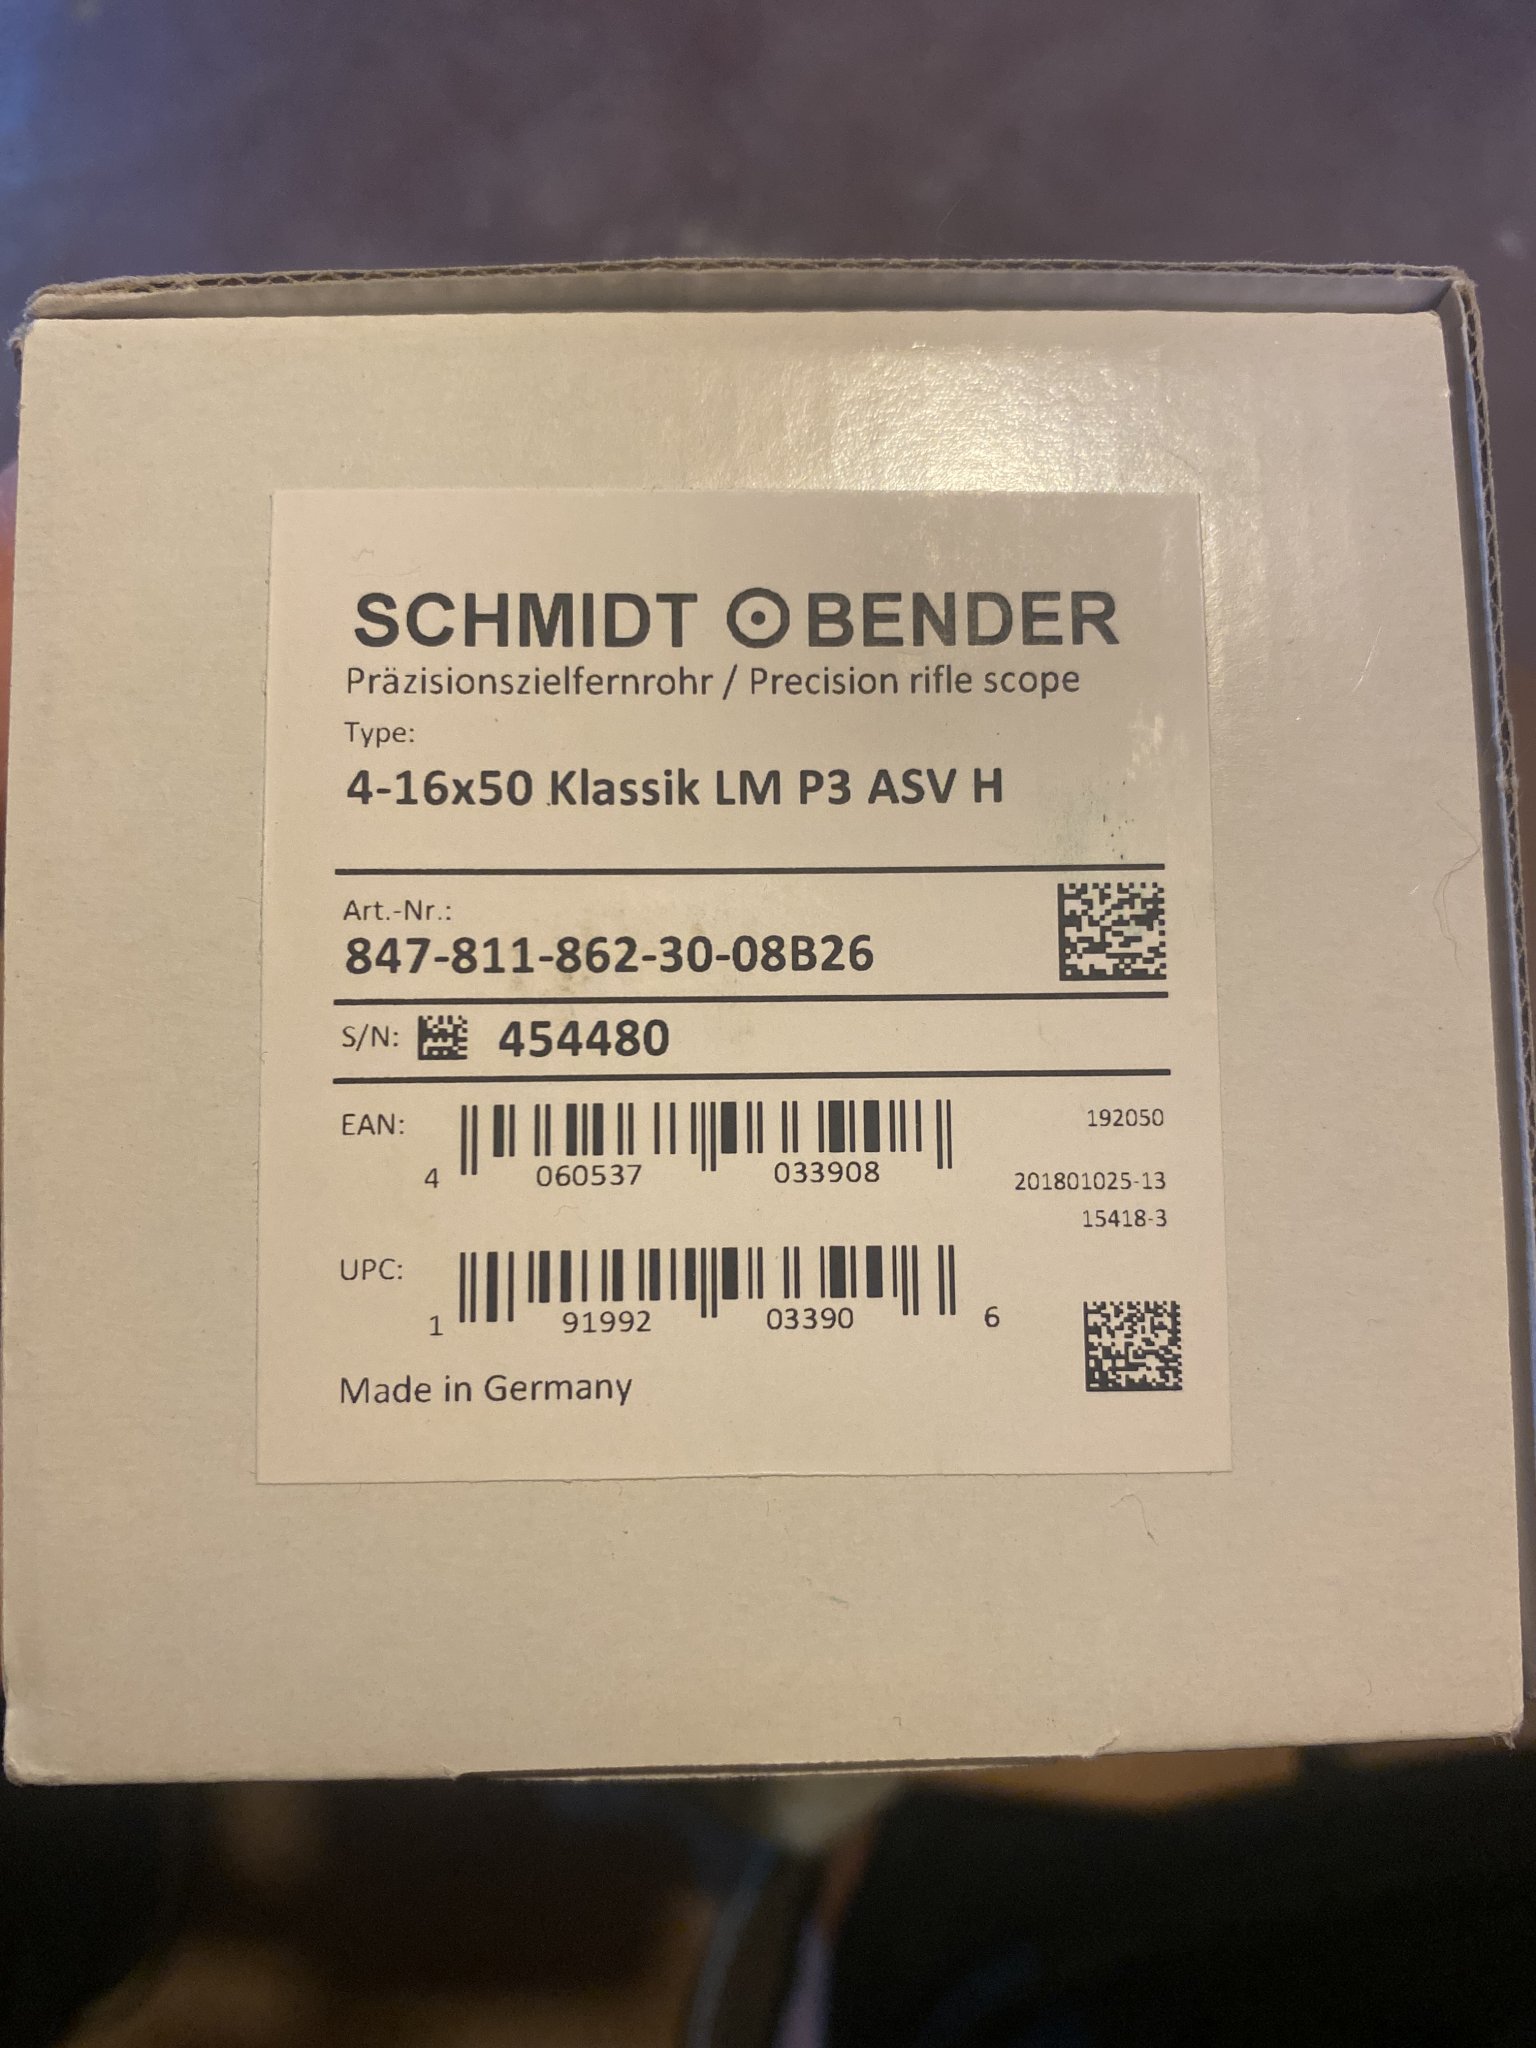 SCHMIDT BENDER
Präzisionszielfernrohr / Precision rifle scope
Type:
4-16x50 Klassik LM P3 ASV H
Art.-Nr.:
847-811-862-30-08B26
S/N: 454480
EAN:
192050
4 060537 033908
201801025-13
15418-3
UPC:
1 91992 03390 6
Made in Germany